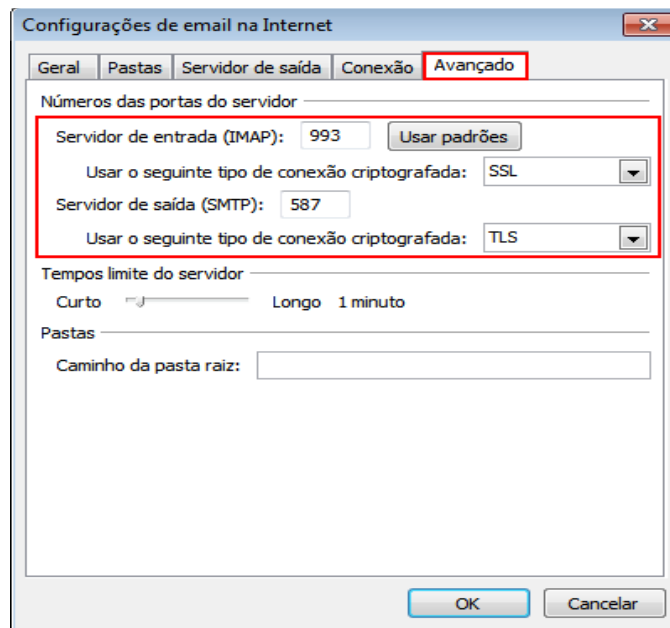 Configurações de email na Internet
Geral Pastas Servidor de saída Conexão Avançado
Números das portas do servidor
Servidor de entrada (IMAP): 993 Usar padrões
Usar o seguinte tipo de conexão criptografada: SSL
Servidor de saída (SMTP): 587
Usar o seguinte tipo de conexão criptografada: TLS
Tempos limite do servidor
Curto Longo 1 minuto
Pastas
Caminho da pasta raiz:
OK Cancelar